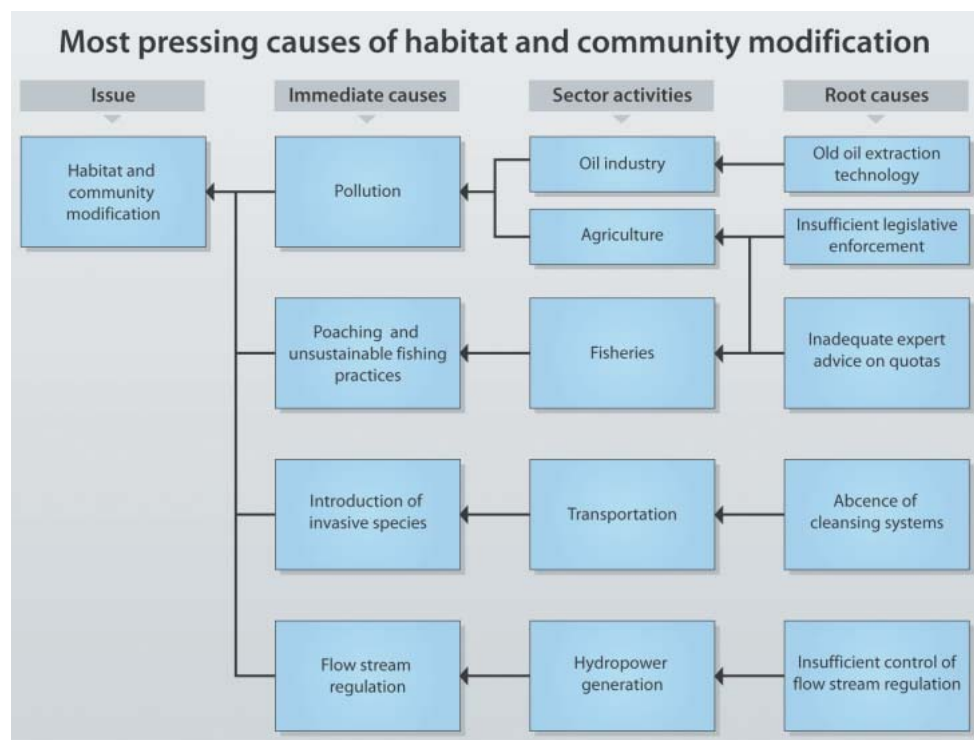 Most pressing causes of habitat and community modification
Issue
Immediate causes
Sector activities
Root causes
Habitat and
community
modification
Pollution
Oil industry
Old oil extraction
technology
Agriculture
Insufficient legislative
enforcement
Poaching and
unsustainable fishing
practices
Fisheries
Inadequate expert
advice on quotas
Introduction of
invasive species
Transportation
Abcence of
cleansing systems
Flow stream
regulation
Hydropower
generation
Insufficient control of
flow stream regulation